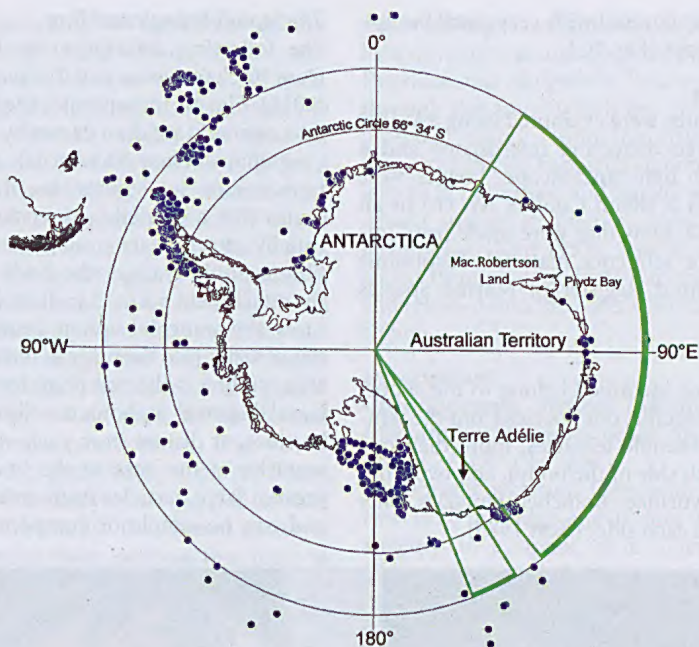 0°
Antarctic Circle 66° 34' S
ANTARCTICA
Mac.Robertson
Land
Prydz Bay
90°W
Australian Territory
90°E
Terre Adélie
180°